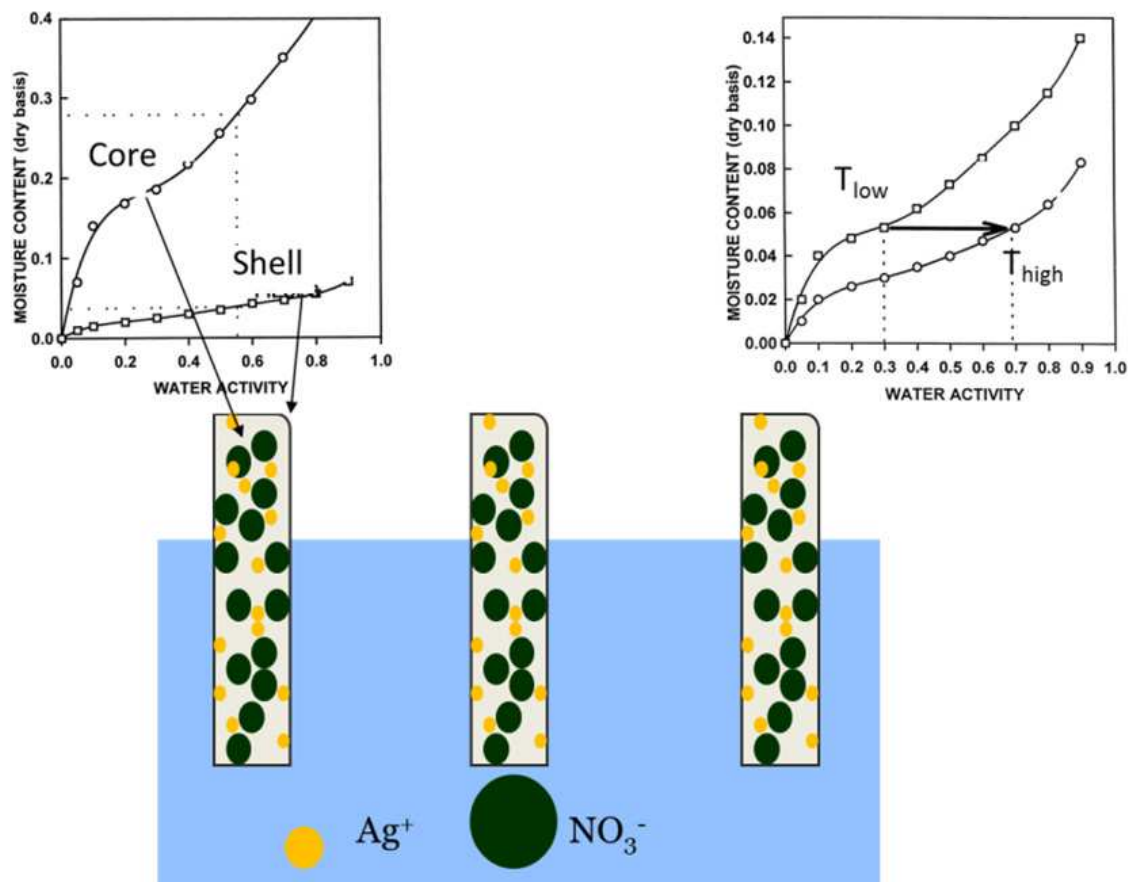 0.4
0.3
0.2
0.1
0.0
MOISTURE CONTENT (dry basis)
Core
Shell
0.0 0.2 0.4 0.6 0.8 1.0
WATER ACTIVITY
0.14
0.12
0.10
0.08
0.06
0.04
0.02
0.00
MOISTURE CONTENT (dry basis)
T low
T high
0.0 0.1 0.2 0.3 0.4 0.5 0.6 0.7 0.8 0.9 1.0
WATER ACTIVITY
Ag⁺
NO₃⁻